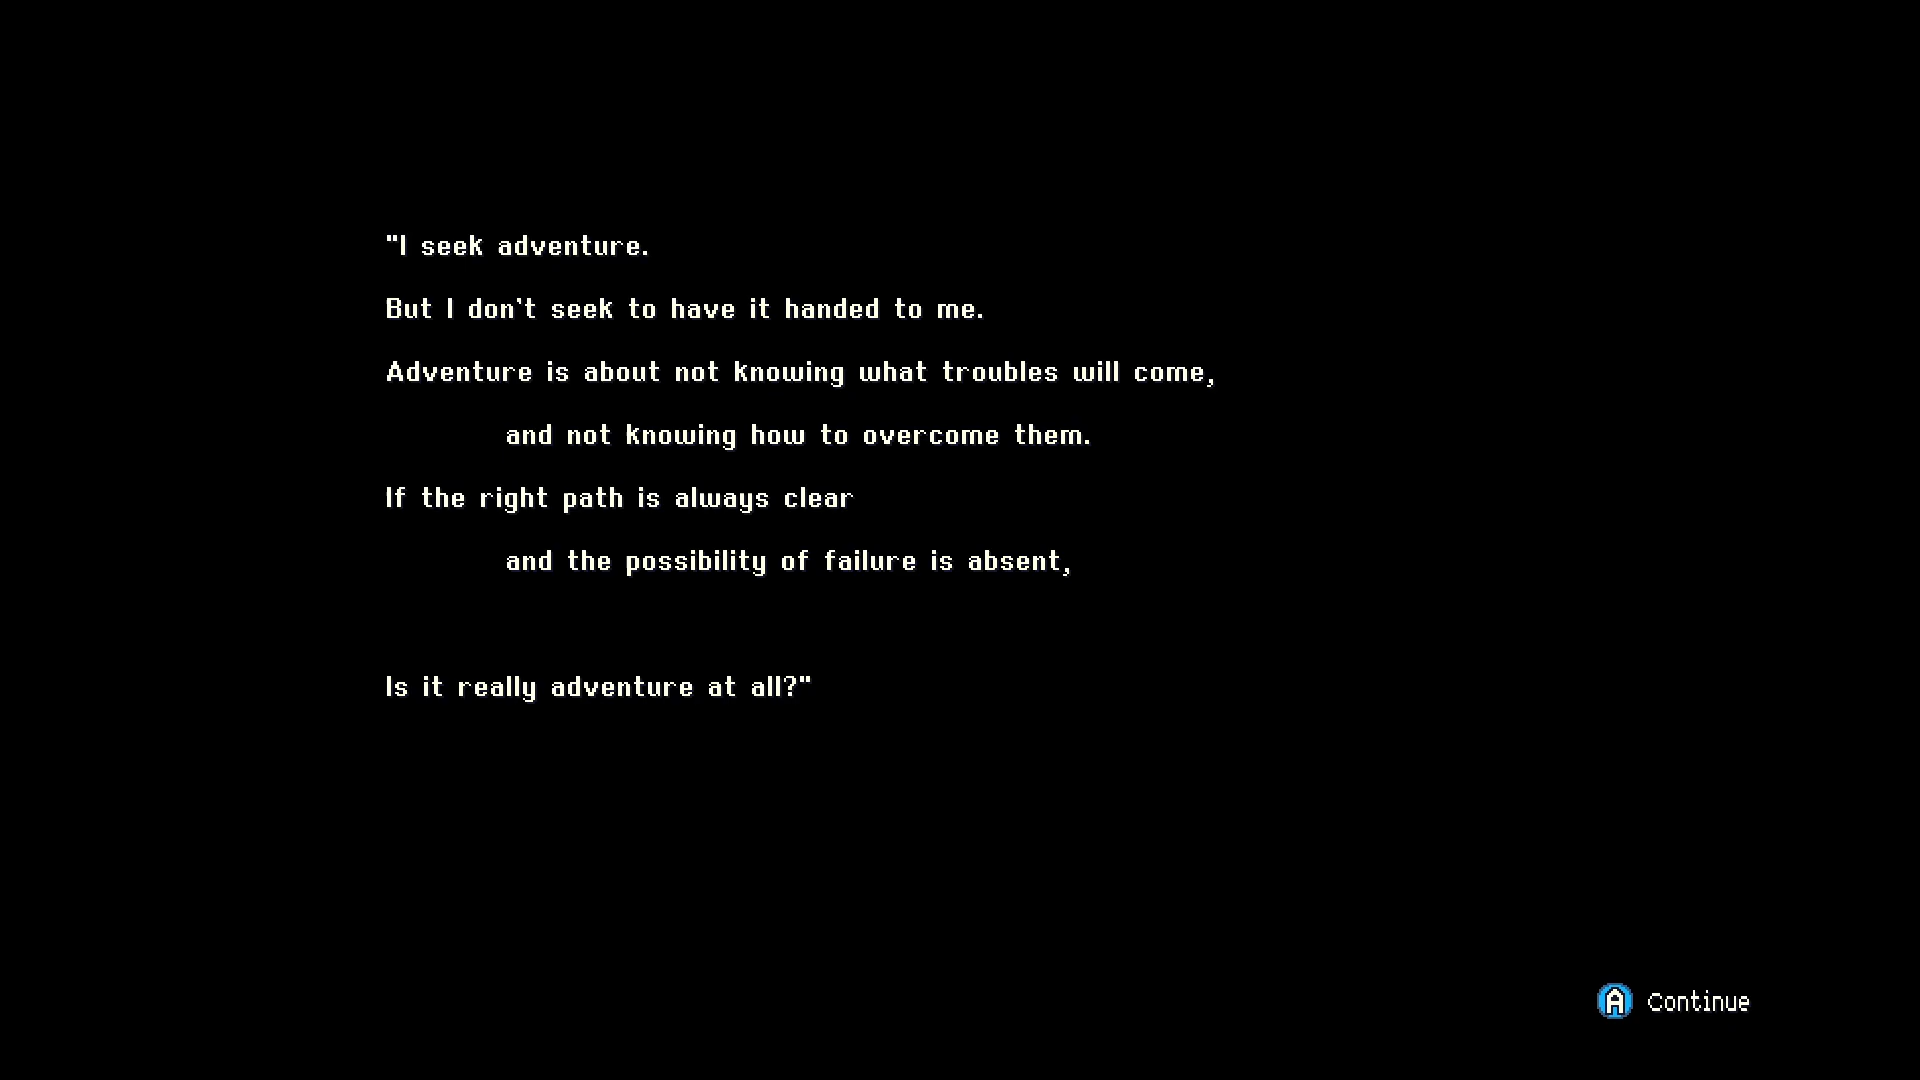 "I seek adventure.
But I don't seek to have it handed to me.
Adventure is about not knowing what troubles will come,
and not knowing how to overcome them.
If the right path is always clear
and the possibility of failure is absent,
Is it really adventure at all?"
A Continue